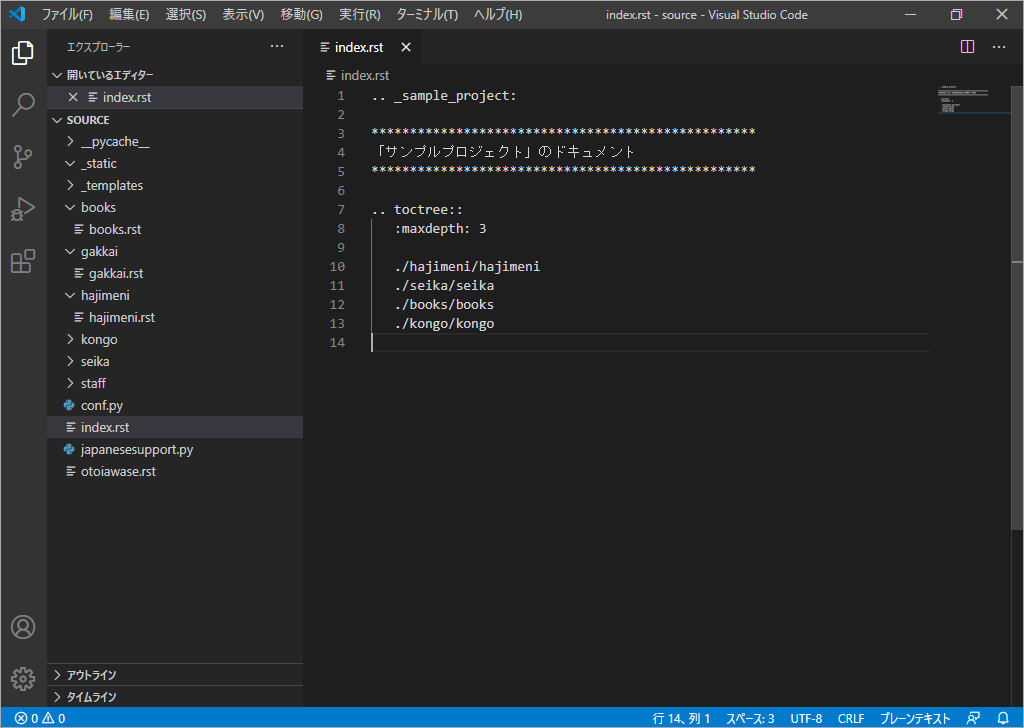 ファイル(F) 編集(E) 選択(S) 表示(V) 移動(G) 実行(R) ターミナル(T) ヘルプ(H) index.rst - source - Visual Studio Code
エクスプローラー
開いているエディター
index.rst
SOURCE
__pycache__
_static
_templates
books
books.rst
gakkai
gakkai.rst
hajimeni
hajimeni.rst
kongo
seika
staff
conf.py
index.rst
japanesesupport.py
otoiawase.rst
アウトライン
タイムライン
index.rst
index.rst
1 .. _sample_project:
2
3 **************************************************
4 「サンプルプロジェクト」のドキュメント
5 **************************************************
6
7 .. toctree::
8    :maxdepth: 3
9
10    ./hajimeni/hajimeni
11    ./seika/seika
12    ./books/books
13    ./kongo/kongo
14
0 0 行 14、列 1 スペース: 3 UTF-8 CRLF プレーンテキスト